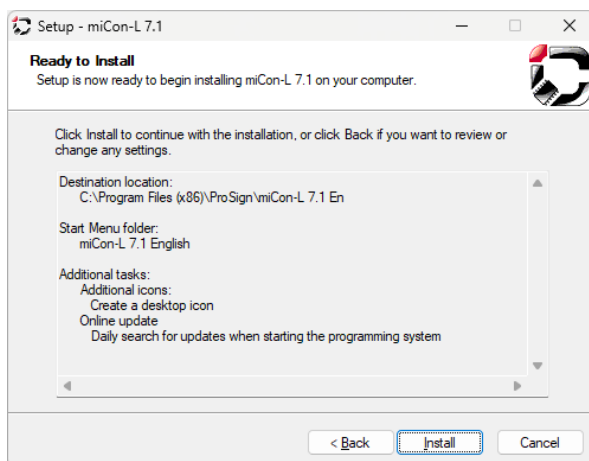 Setup - miCon-L 7.1
Ready to Install
Setup is now ready to begin installing miCon-L 7.1 on your computer.
Click Install to continue with the installation, or click Back if you want to review or
change any settings.
Destination location:
C:\Program Files (x86)\ProSign\miCon-L 7.1 En
Start Menu folder:
miCon-L 7.1 English
Additional tasks:
Additional icons:
Create a desktop icon
Online update
Daily search for updates when starting the programming system
< Back Install Cancel